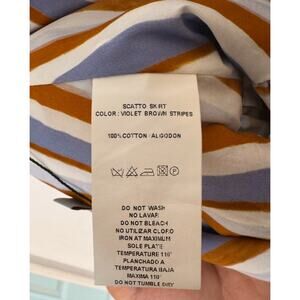 SCATTO SKIRT
COLOR: VIOLET BROWN STRIPES
100% COTTON / ALGODON
DO NOT WASH
NO LAVAR
DO NOT BLEACH
NO UTILIZAR CLORO
IRON AT MAXIMUM
SOLE PLATE
TEMPERATURE 110°
PLANCHADO A
TEMPERATURA BAJA
MAXIMA 110°
DO NOT TUMBLE DRY